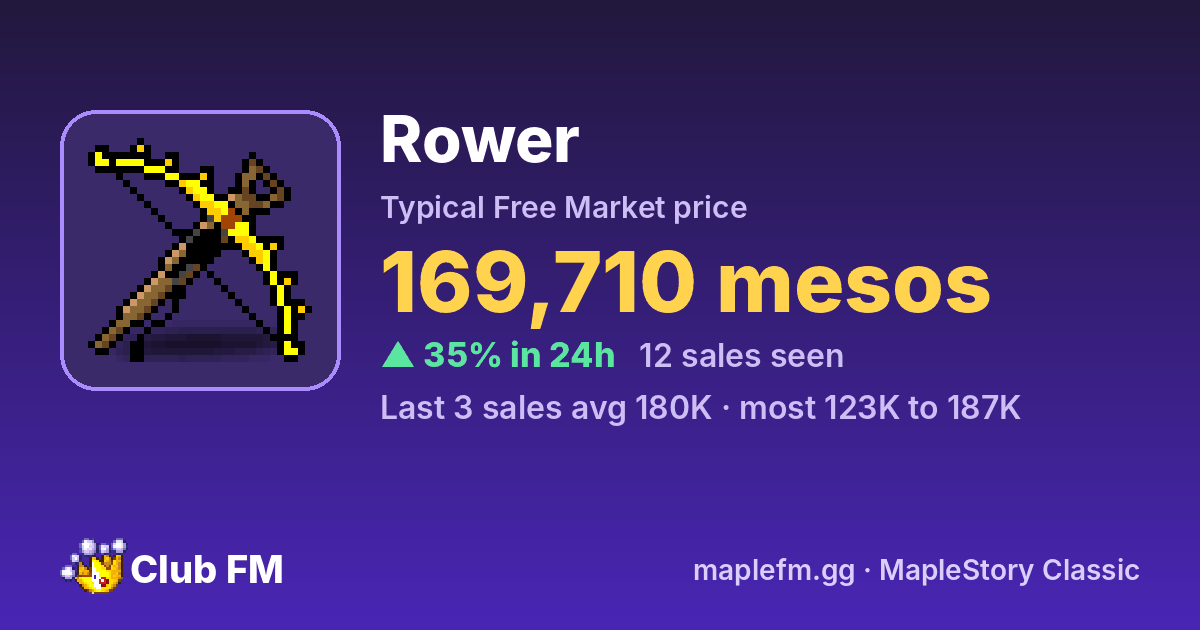 Rower
Typical Free Market price
169,710 mesos
▲ 35% in 24h 12 sales seen
Last 3 sales avg 180K · most 123K to 187K
Club FM
maplefm.gg · MapleStory Classic